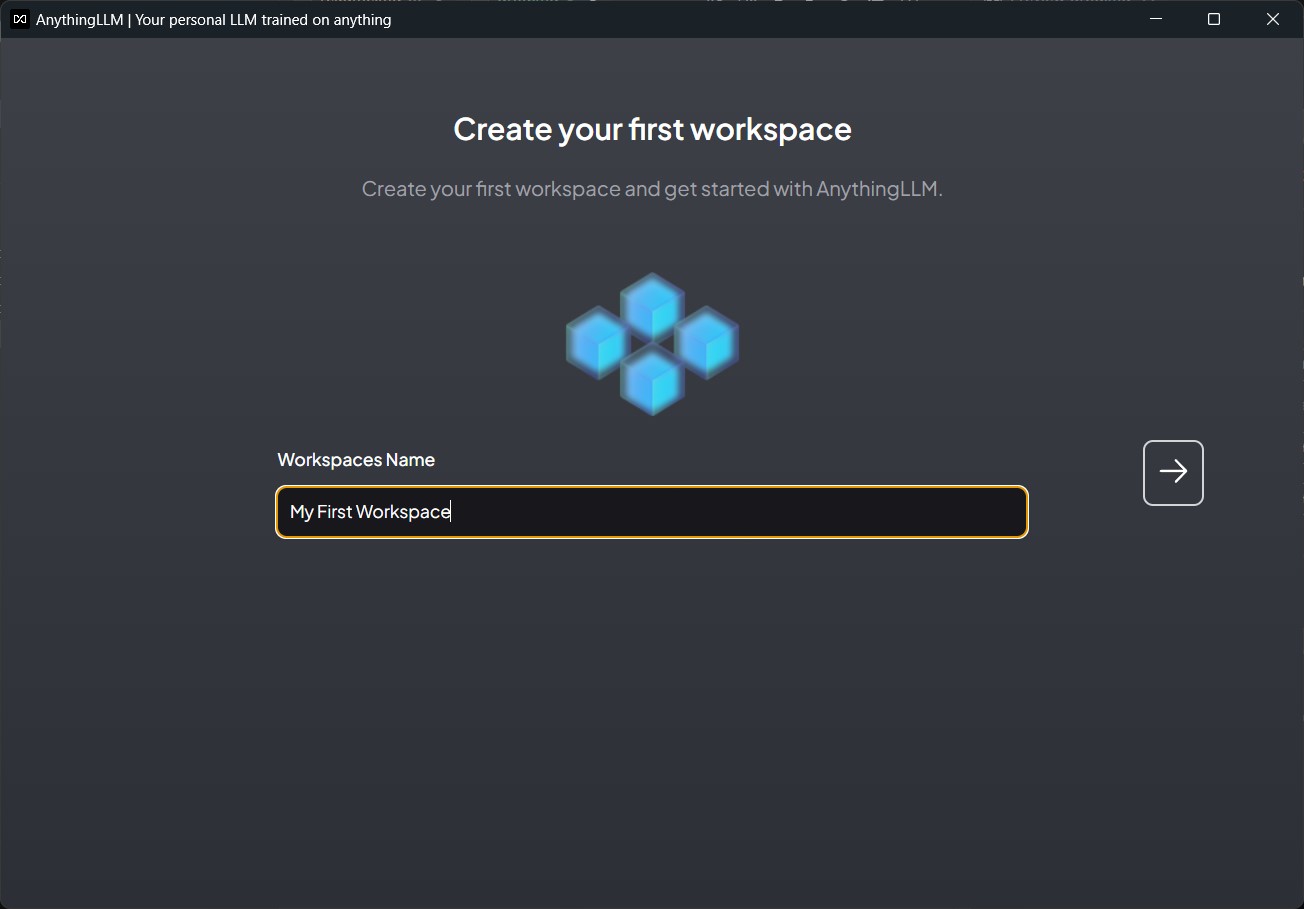 AnythingLLM | Your personal LLM trained on anything
Create your first workspace
Create your first workspace and get started with AnythingLLM.
Workspaces Name
My First Workspace